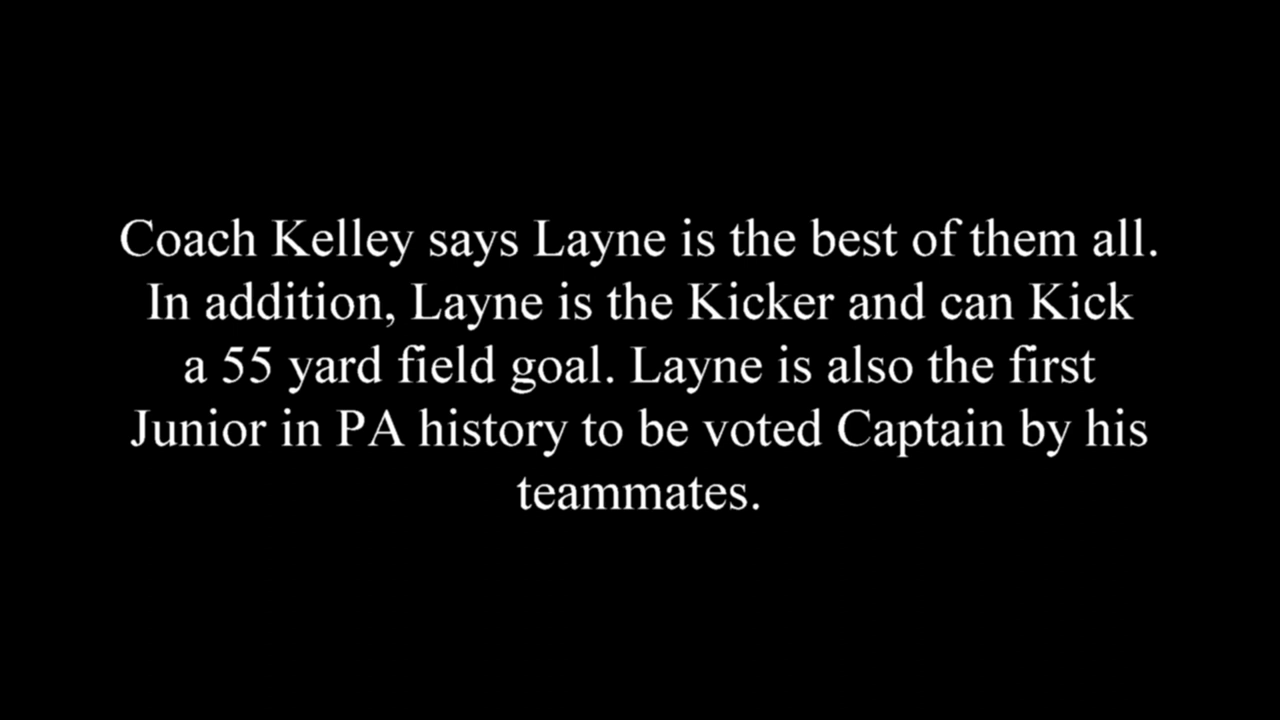 Coach Kelley says Layne is the best of them all.
In addition, Layne is the Kicker and can Kick
a 55 yard field goal. Layne is also the first
Junior in PA history to be voted Captain by his
teammates.